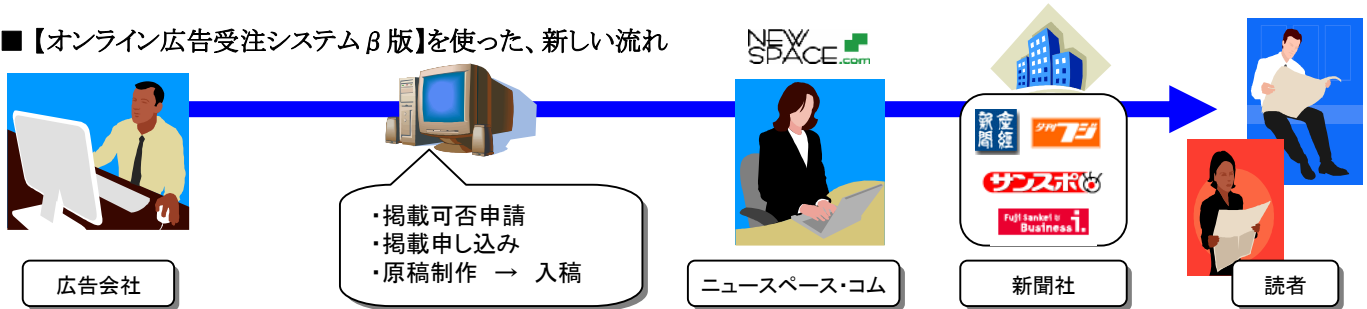 ■【オンライン広告受注システムβ版】を使った、新しい流れ
NEW
SPACE.com
産経
新聞
夕刊フジ
サンスポ
Fuji Sankei
Business i.
・掲載可否申請
・掲載申し込み
・原稿制作 → 入稿
広告会社
ニュースペース・コム
新聞社
読者